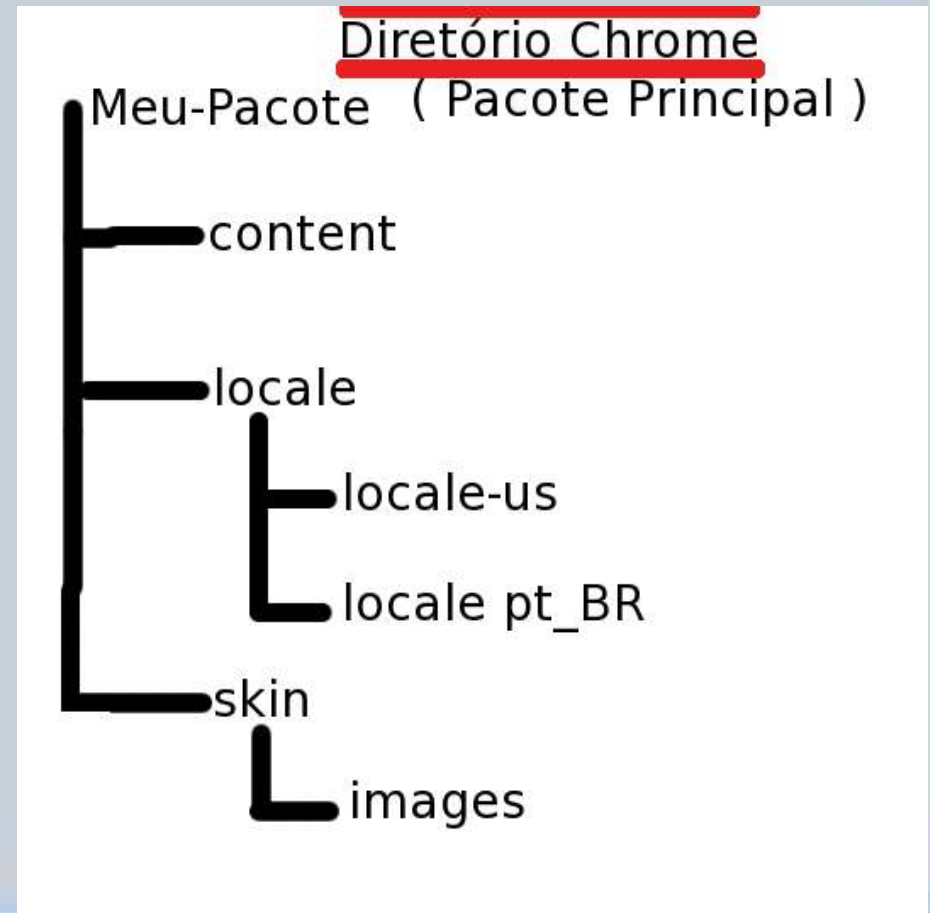 Diretório Chrome
Meu-Pacote ( Pacote Principal )
content
locale
locale-us
locale pt_BR
skin
images